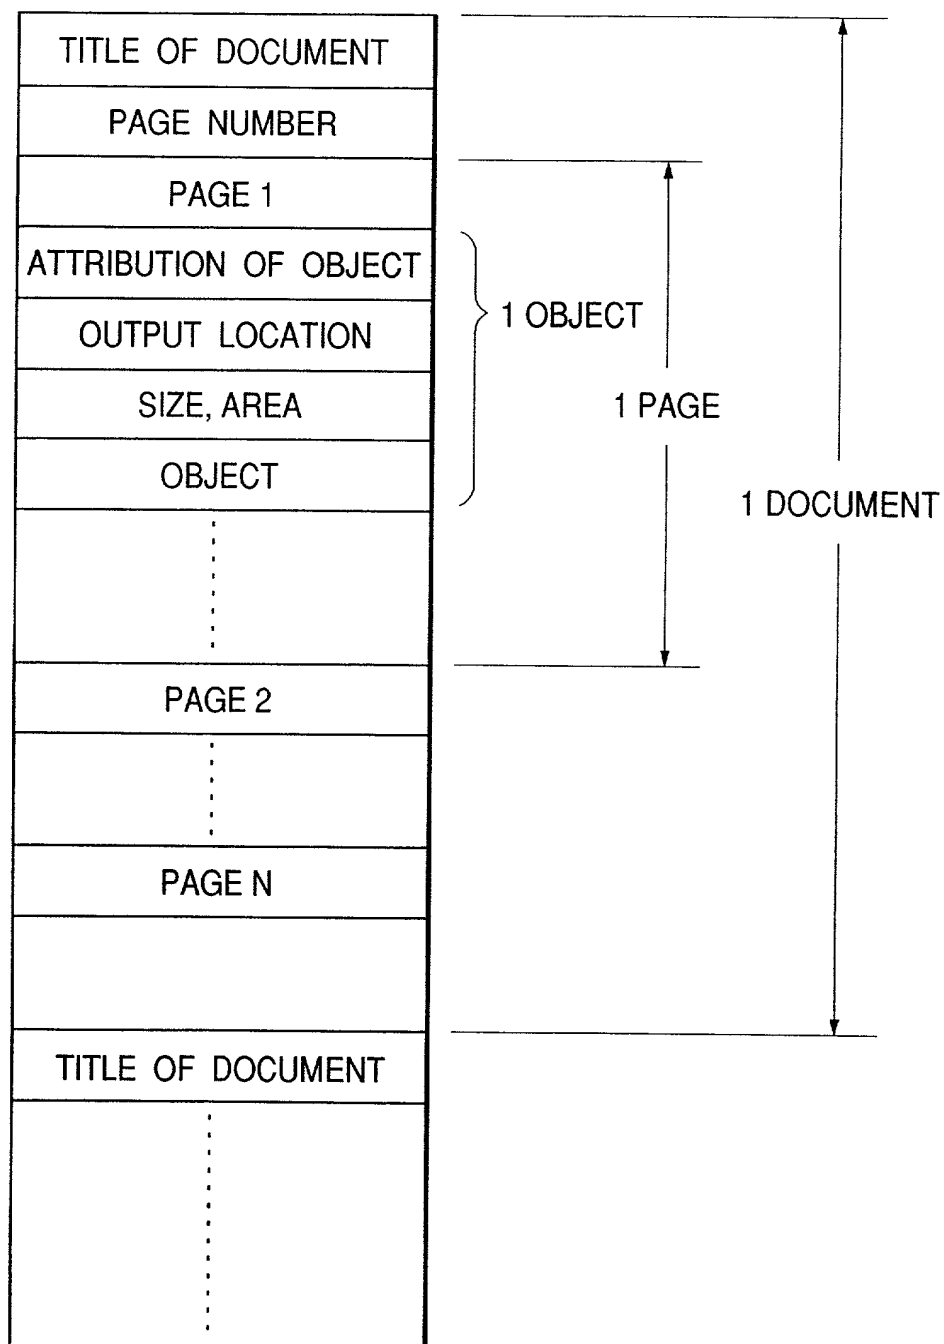 TITLE OF DOCUMENT
PAGE NUMBER
PAGE 1
ATTRIBUTION OF OBJECT
OUTPUT LOCATION
1 OBJECT
SIZE, AREA
1 PAGE
OBJECT
1 DOCUMENT
PAGE 2
PAGE N
TITLE OF DOCUMENT